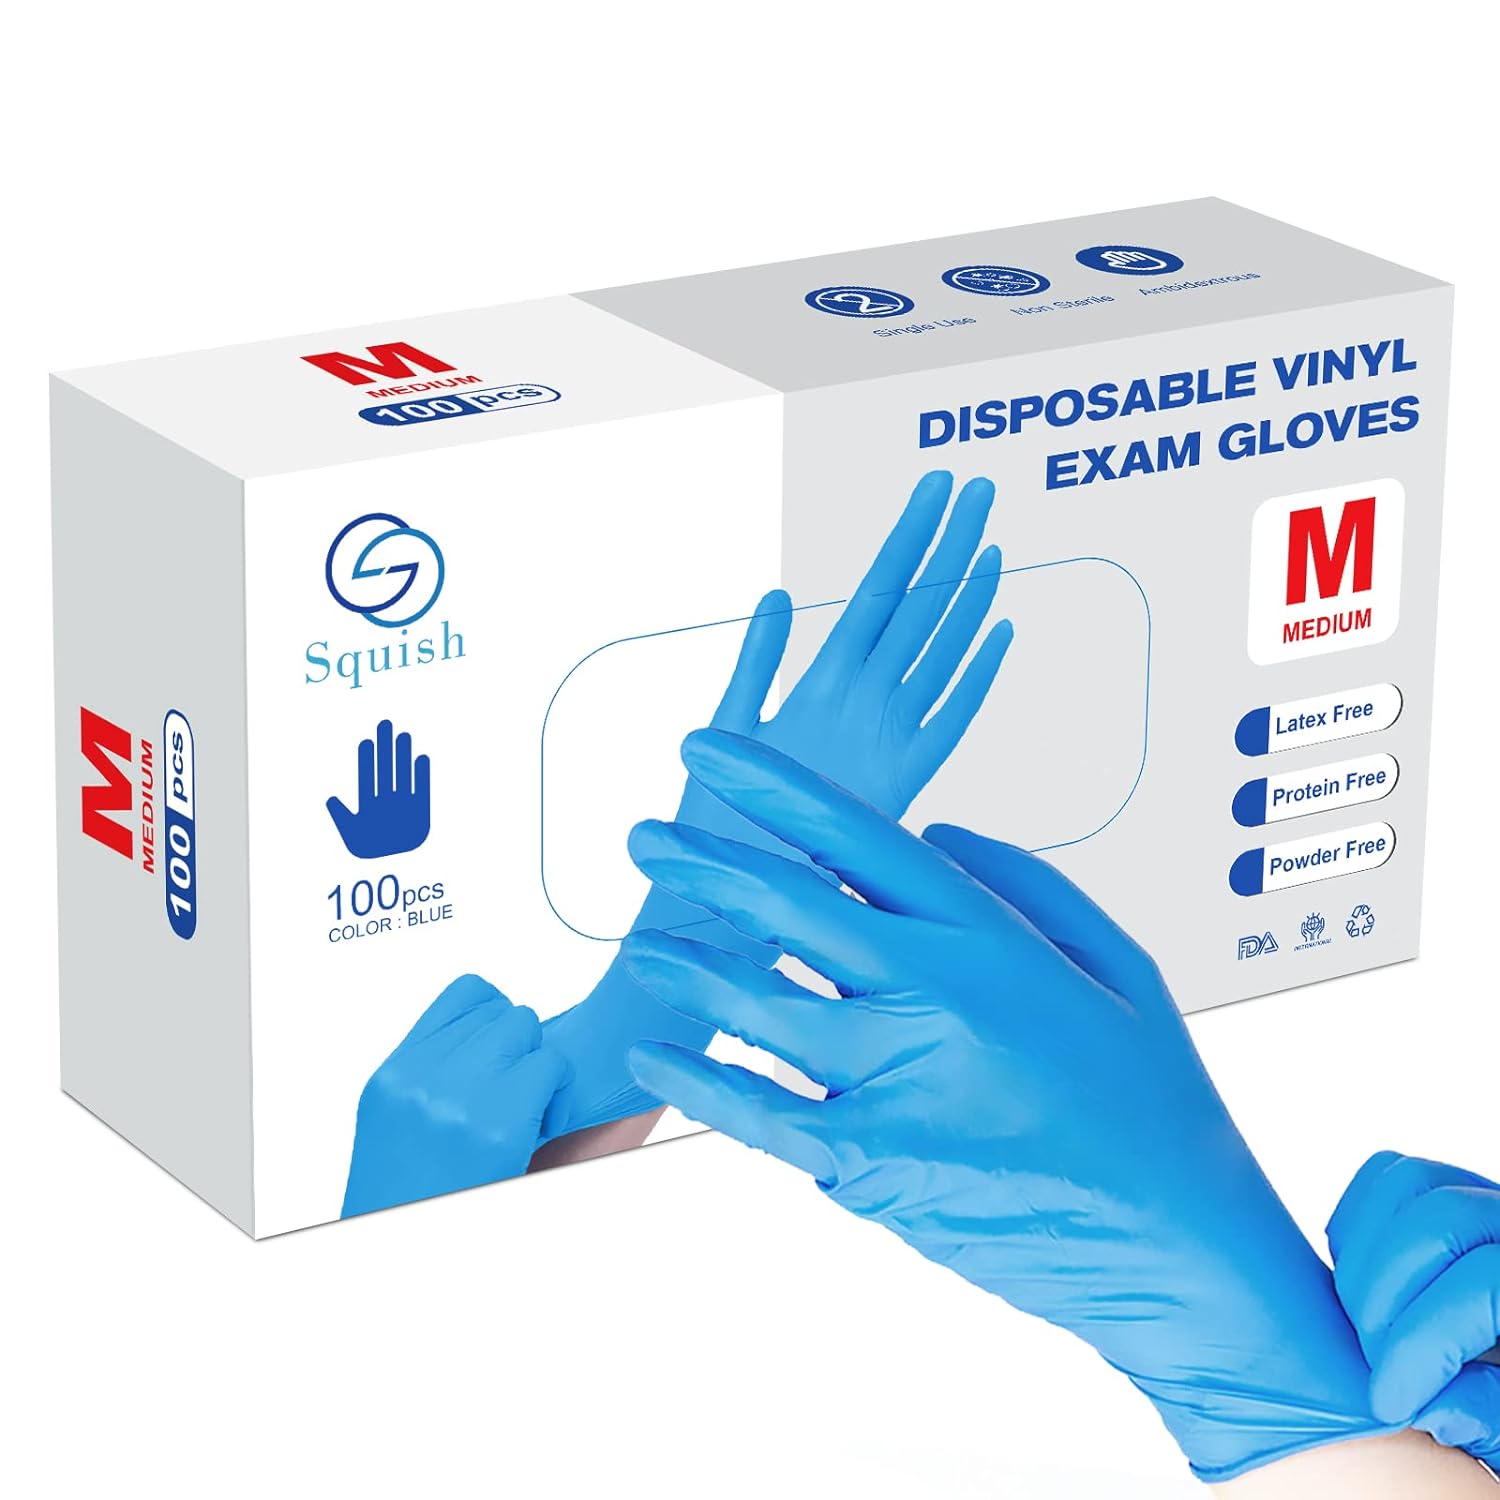 M
MEDIUM
100 pcs
Single Use
Non Sterile
Ambidextrous
DISPOSABLE VINYL
EXAM GLOVES
Squish
M
MEDIUM
100 pcs
100pcs
COLOR : BLUE
M
MEDIUM
Latex Free
Protein Free
Powder Free
FDA
INTERNATIONAL